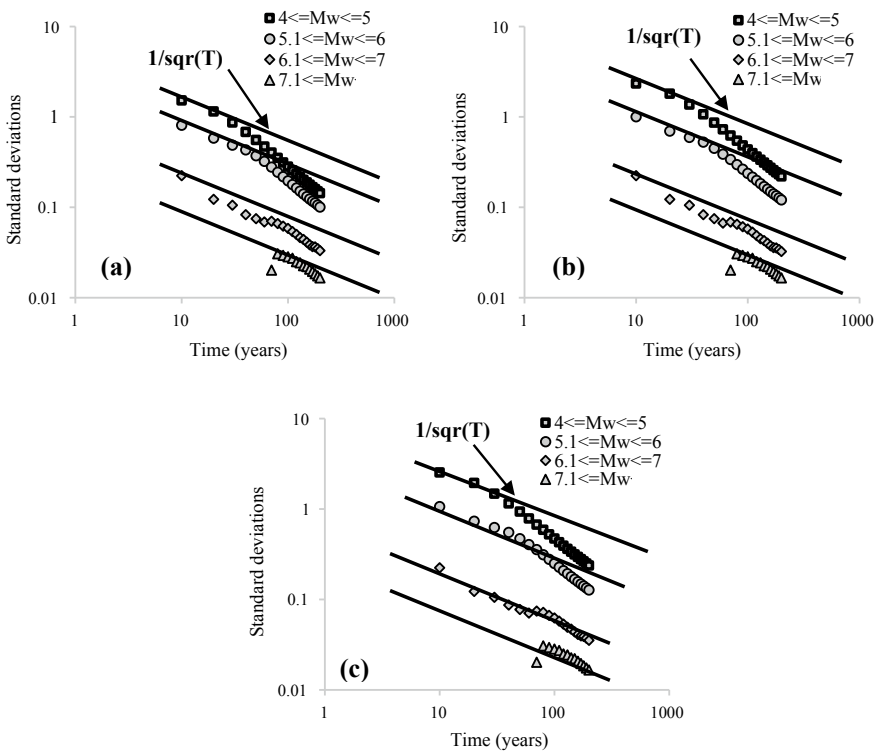 4<=Mw<=5
5.1<=Mw<=6
6.1<=Mw<=7
7.1<=Mw
1/sqr(T)
10
1
0.1
0.01
Standard deviations
(a)
1 10 100 1000
Time (years)
4<=Mw<=5
5.1<=Mw<=6
6.1<=Mw<=7
7.1<=Mw
1/sqr(T)
10
1
0.1
0.01
Standard deviations
(b)
1 10 100 1000
Time (years)
4<=Mw<=5
5.1<=Mw<=6
6.1<=Mw<=7
7.1<=Mw
1/sqr(T)
10
1
0.1
0.01
Standard deviations
(c)
1 10 100 1000
Time (years)